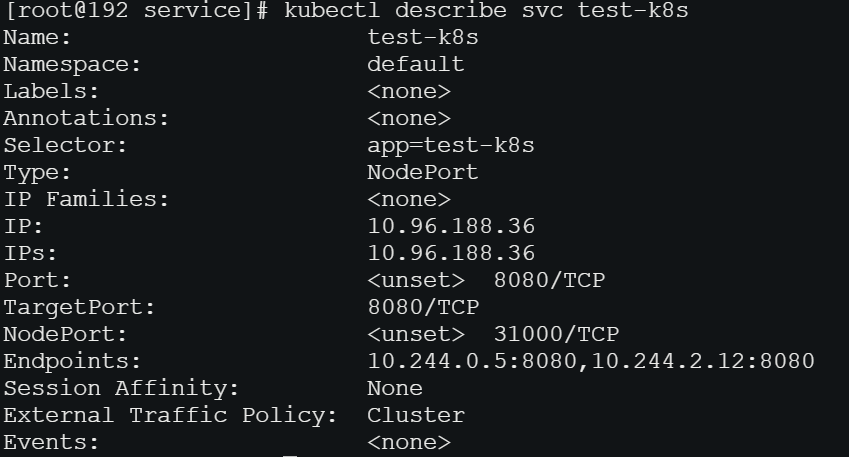 [root@192 service]# kubectl describe svc test-k8s
Name: test-k8s
Namespace: default
Labels: <none>
Annotations: <none>
Selector: app=test-k8s
Type: NodePort
IP Families: <none>
IP: 10.96.188.36
IPs: 10.96.188.36
Port: <unset> 8080/TCP
TargetPort: 8080/TCP
NodePort: <unset> 31000/TCP
Endpoints: 10.244.0.5:8080,10.244.2.12:8080
Session Affinity: None
External Traffic Policy: Cluster
Events: <none>